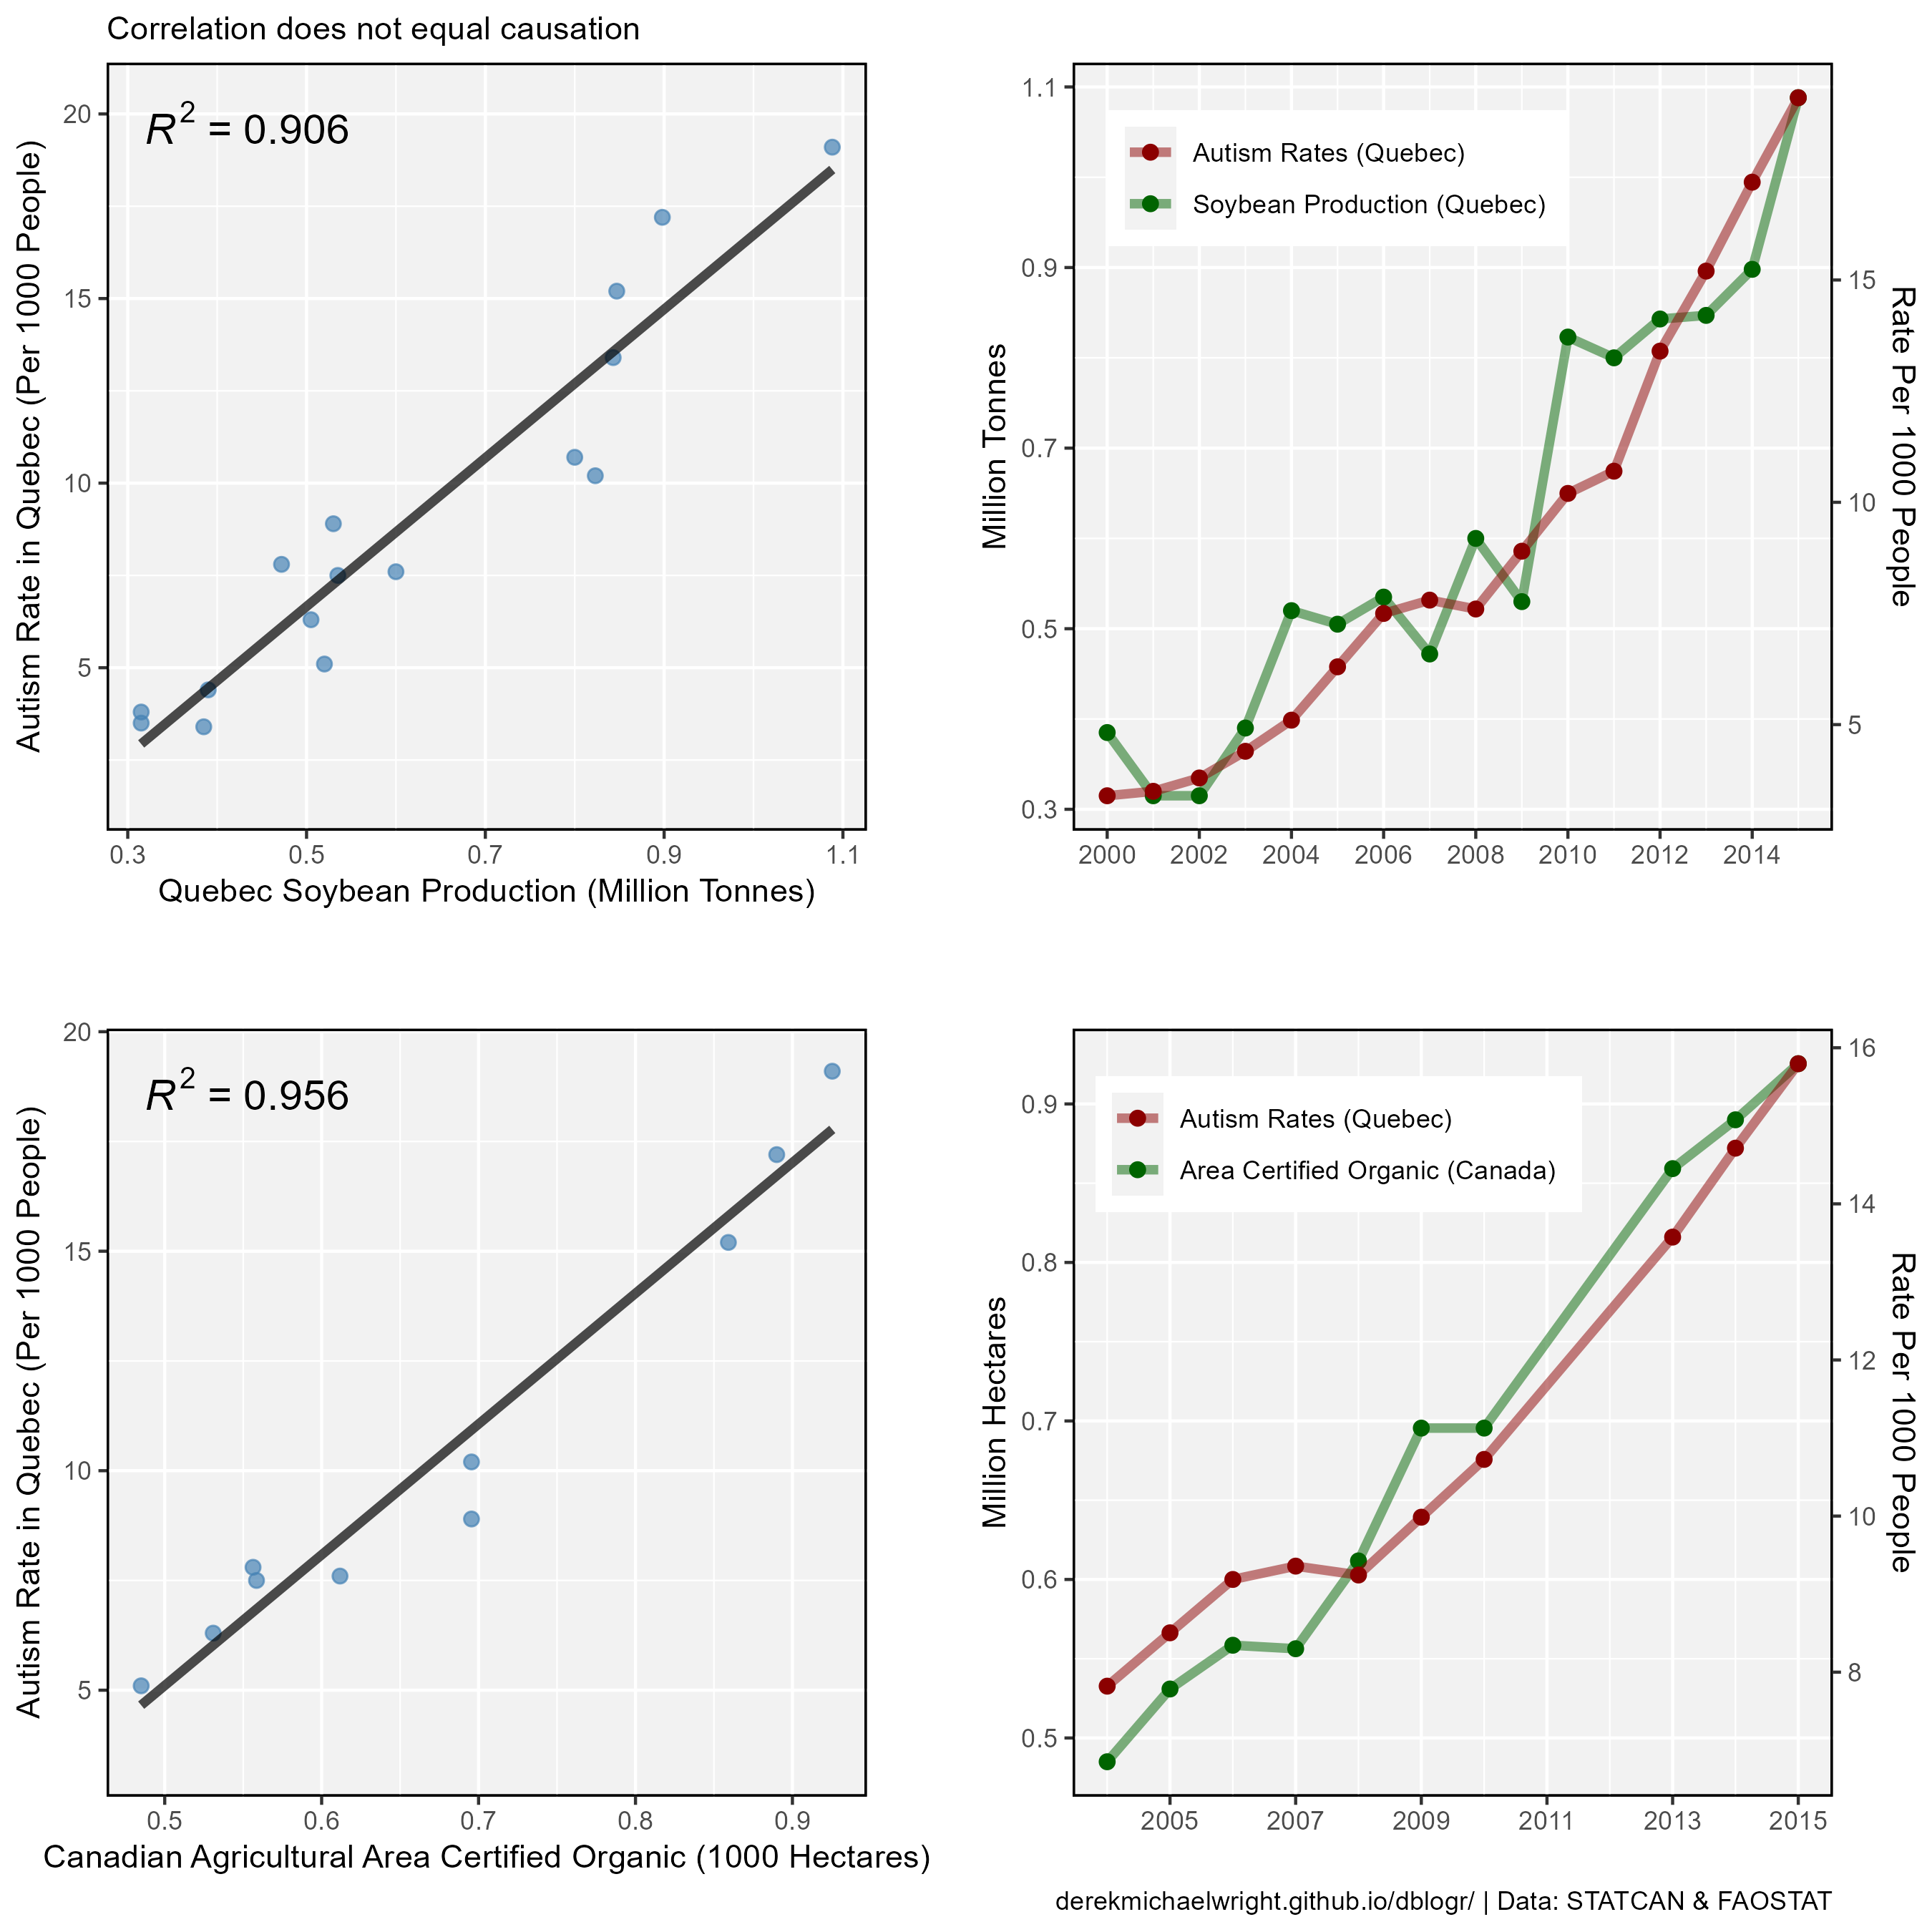 Correlation does not equal causation
R2 = 0.906
20
15
10
5
Autism Rate in Quebec (Per 1000 People)
0.3 0.5 0.7 0.9 1.1
Quebec Soybean Production (Million Tonnes)
Autism Rates (Quebec)
Soybean Production (Quebec)
1.1
0.9
0.7
0.5
0.3
Million Tonnes
15
10
5
Rate Per 1000 People
2000 2002 2004 2006 2008 2010 2012 2014
R2 = 0.956
20
15
10
5
Autism Rate in Quebec (Per 1000 People)
0.5 0.6 0.7 0.8 0.9
Canadian Agricultural Area Certified Organic (1000 Hectares)
Autism Rates (Quebec)
Area Certified Organic (Canada)
0.9
0.8
0.7
0.6
0.5
Million Hectares
16
14
12
10
8
Rate Per 1000 People
2005 2007 2009 2011 2013 2015
derekmichaelwright.github.io/dblogr/ | Data: STATCAN & FAOSTAT